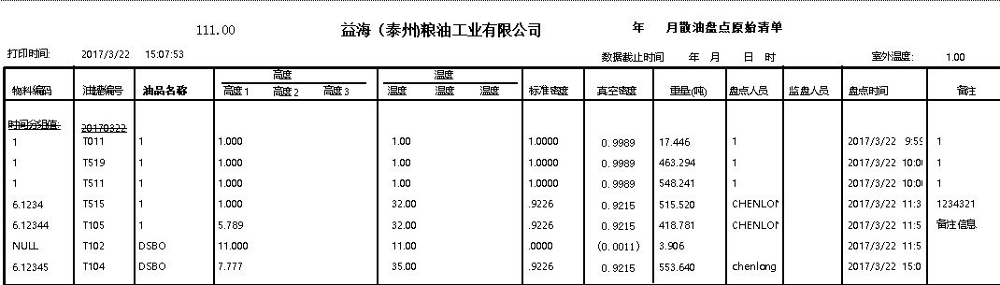 111.00 益海（泰州)粮油工业有限公司 年 月散油盘点原始清单
打印时间: 2017/3/22 15:07:53 数据截止时间 年 月 日 时 室外温度: 1.00
高度 温度
物料编码 油罐编号 油品名称 高度1 高度2 高度3 温度 温度 温度 标准密度 真空密度 重量(吨) 盘点人员 监盘人员 盘点时间 备注
时间分组值: 20170322
1 T011 1 1.000 1.00 1.0000 0.9989 17.446 1 2017/3/22 9:59 1
1 T519 1 1.000 1.00 1.0000 0.9989 463.294 1 2017/3/22 10:0 1
1 T511 1 1.000 1.00 1.0000 0.9989 548.241 1 2017/3/22 10:0 1
6.1234 T515 1 1.000 32.00 .9226 0.9215 515.520 CHENLON 2017/3/22 11:3 1234321
6.12344 T105 1 5.789 32.00 .9226 0.9215 418.781 CHENLON 2017/3/22 11:5 备注信息
NULL T102 DSBO 11.000 11.00 .0000 (0.0011) 3.906 2017/3/22 11:5
6.12345 T104 DSBO 7.777 35.00 .9226 0.9215 553.640 chenlong 2017/3/22 15:0